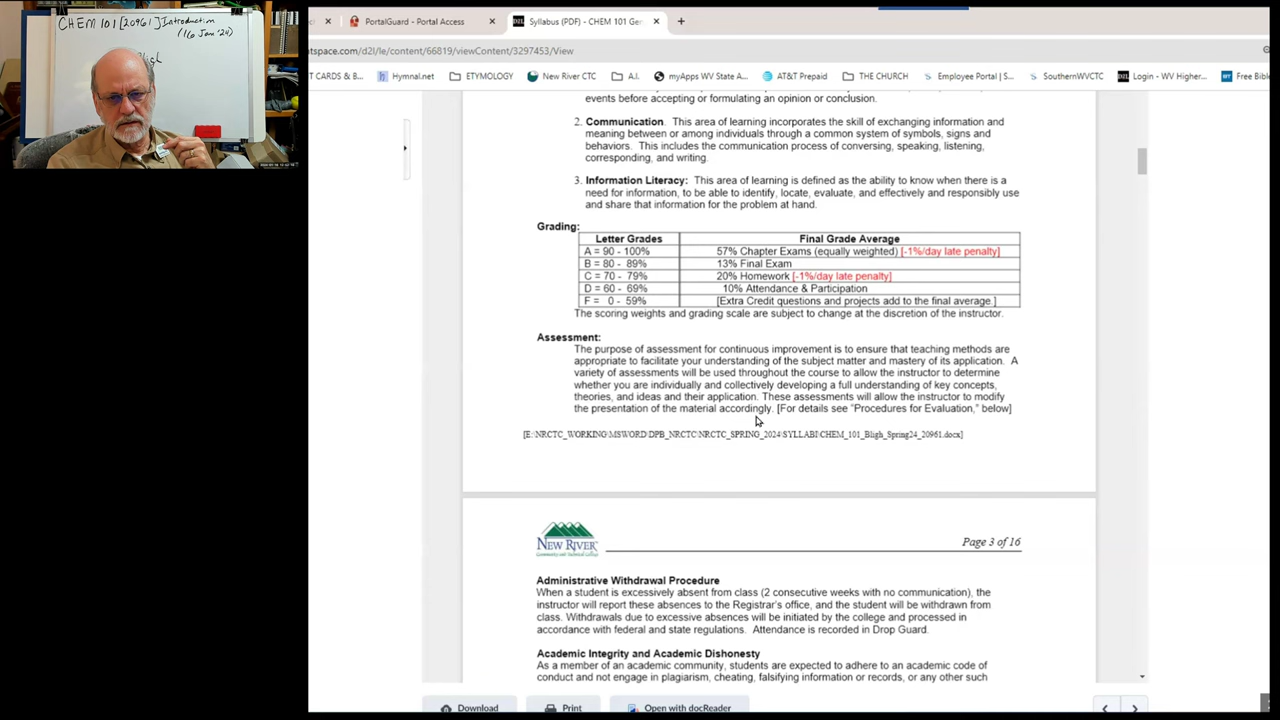 CHEM 101 [20961] Introduction
(16 Jan '24)
PortalGuard - Portal Access
Syllabus (PDF) - CHEM 101 Ge
ntspace.com/d2l/le/content/66819/viewContent/3297453/View
T CARDS & B...
Hymnal.net
ETYMOLOGY
New River CTC
A.I.
myApps WV State A...
AT&T Prepaid
THE CHURCH
Employee Portal | S...
SouthernWVCTC
D2L
Login - WV Higher...
Free Bible
events before accepting or formulating an opinion or conclusion.
2. Communication. This area of learning incorporates the skill of exchanging information and
meaning between or among individuals through a common system of symbols, signs and
behaviors. This includes the communication process of conversing, speaking, listening,
corresponding, and writing.
3. Information Literacy: This area of learning is defined as the ability to know when there is a
need for information, to be able to identify, locate, evaluate, and effectively and responsibly use
and share that information for the problem at hand.
Grading:
Letter Grades Final Grade Average
A = 90 - 100% 57% Chapter Exams (equally weighted) [-1%/day late penalty]
B = 80 - 89% 13% Final Exam
C = 70 - 79% 20% Homework [-1%/day late penalty]
D = 60 - 69% 10% Attendance & Participation
F = 0 - 59% [Extra Credit questions and projects add to the final average.]
The scoring weights and grading scale are subject to change at the discretion of the instructor.
Assessment:
The purpose of assessment for continuous improvement is to ensure that teaching methods are
appropriate to facilitate your understanding of the subject matter and mastery of its application. A
variety of assessments will be used throughout the course to allow the instructor to determine
whether you are individually and collectively developing a full understanding of key concepts,
theories, and ideas and their application. These assessments will allow the instructor to modify
the presentation of the material accordingly. [For details see "Procedures for Evaluation," below]
[E:\NRCTC_WORKING\MSWORD\DPB_NRCTC\NRCTC_SPRING_2024\SYLLABI\CHEM_101_Bligh_Spring24_20961.docx]
NEW RIVER
Page 3 of 16
Administrative Withdrawal Procedure
When a student is excessively absent from class (2 consecutive weeks with no communication), the
instructor will report these absences to the Registrar's office, and the student will be withdrawn from
class. Withdrawals due to excessive absences will be initiated by the college and processed in
accordance with federal and state regulations. Attendance is recorded in Drop Guard.
Academic Integrity and Academic Dishonesty
As a member of an academic community, students are expected to adhere to an academic code of
conduct and not engage in plagiarism, cheating, falsifying information or records, or any other such
Download
Print
Open with docReader